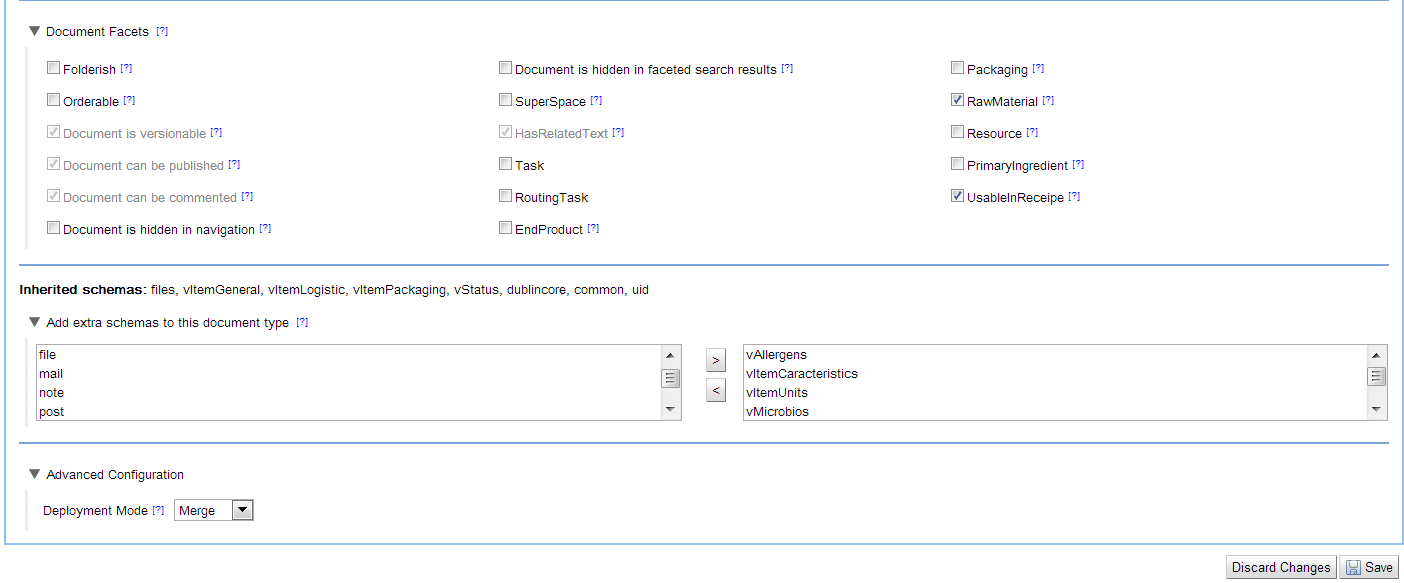 Document Facets [?]
Folderish [?] Document is hidden in faceted search results [?] Packaging [?]
Orderable [?] SuperSpace [?] RawMaterial [?]
Document is versionable [?] HasRelatedText [?] Resource [?]
Document can be published [?] Task PrimaryIngredient [?]
Document can be commented [?] RoutingTask UsableInReceipe [?]
Document is hidden in navigation [?] EndProduct [?]
Inherited schemas: files, vItemGeneral, vItemLogistic, vItemPackaging, vStatus, dublincore, common, uid
Add extra schemas to this document type [?]
file > vAllergens
mail vItemCaracteristics
note < vItemUnits
post vMicrobios
Advanced Configuration
Deployment Mode [?] Merge
Discard Changes Save